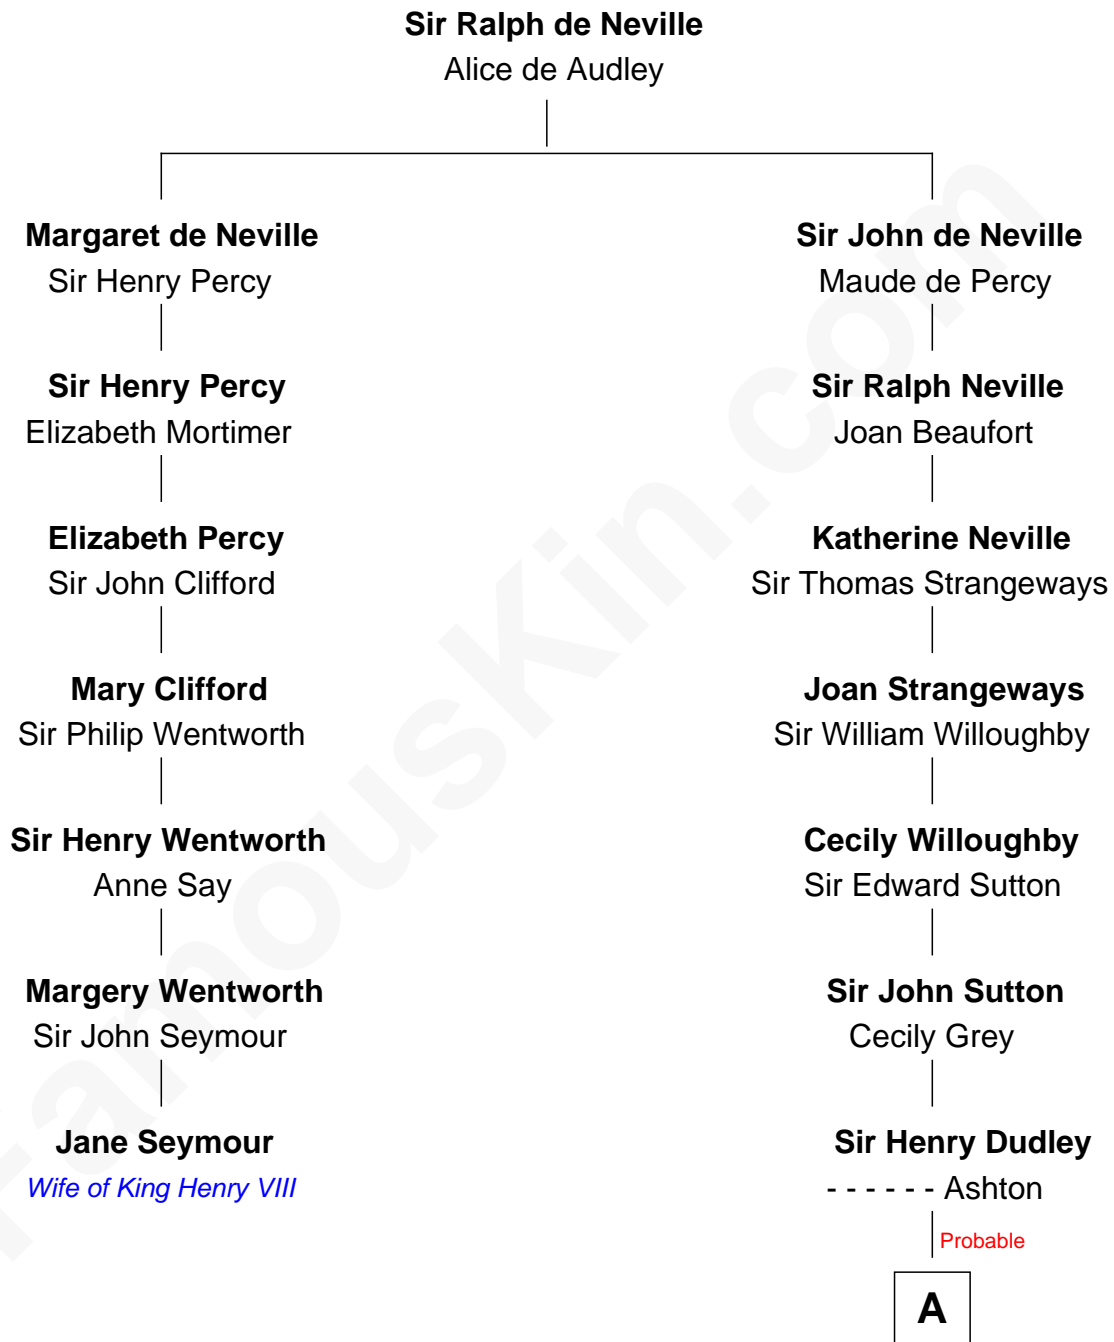 Sir Ralph de Neville
Alice de Audley
Margaret de Neville
Sir Henry Percy
Sir John de Neville
Maude de Percy
Sir Henry Percy
Elizabeth Mortimer
Sir Ralph Neville
Joan Beaufort
Elizabeth Percy
Sir John Clifford
Katherine Neville
Sir Thomas Strangeways
Mary Clifford
Sir Philip Wentworth
Joan Strangeways
Sir William Willoughby
Sir Henry Wentworth
Anne Say
Cecily Willoughby
Sir Edward Sutton
Margery Wentworth
Sir John Seymour
Sir John Sutton
Cecily Grey
Jane Seymour
Wife of King Henry VIII
Sir Henry Dudley
- - - - - - Ashton
Probable
A
FamousKin.com